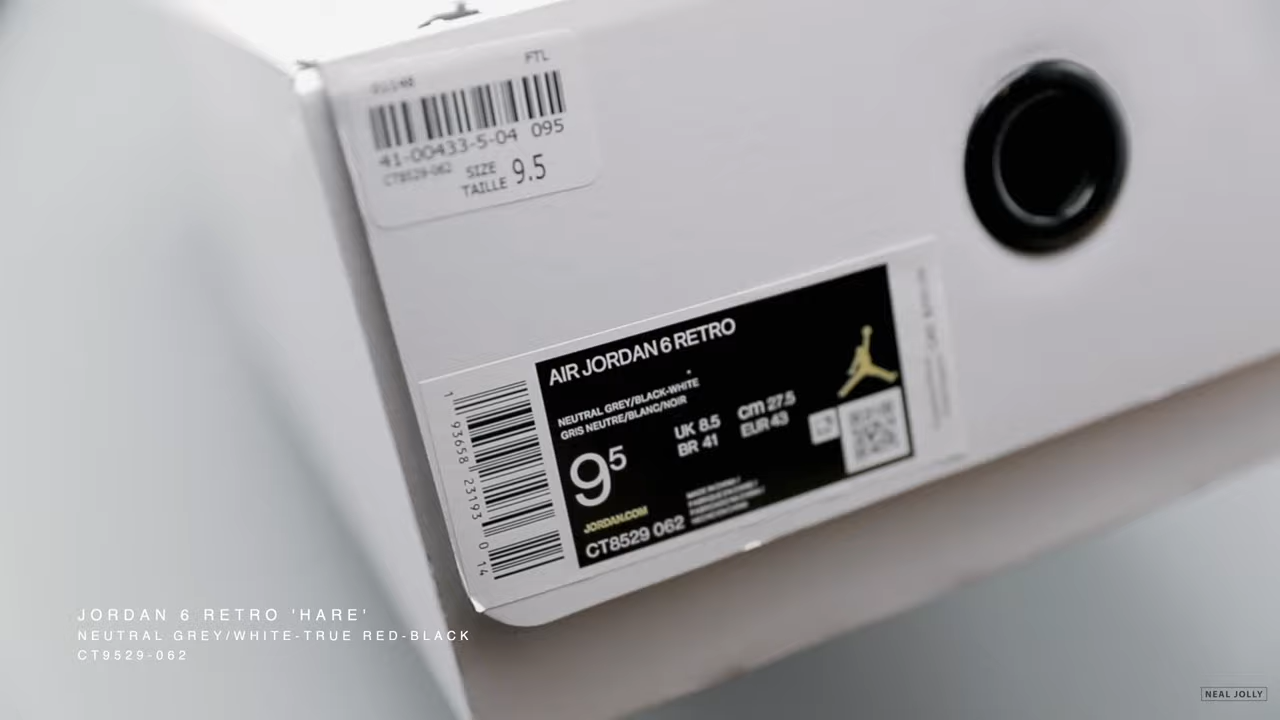 FTL
41-00433-5-04 095
CT8529-062
SIZE
TAILLE 9.5
AIR JORDAN 6 RETRO
NEUTRAL GREY/BLACK-WHITE
GRIS NEUTRE/BLANC/NOIR
9 5
UK 8.5
BR 41
cm 27.5
EUR 43
JORDAN.COM
CT8529 062
1 93658 23193 0 14
JORDAN 6 RETRO 'HARE'
NEUTRAL GREY/WHITE-TRUE RED-BLACK
CT9529-062
NEAL JOLLY